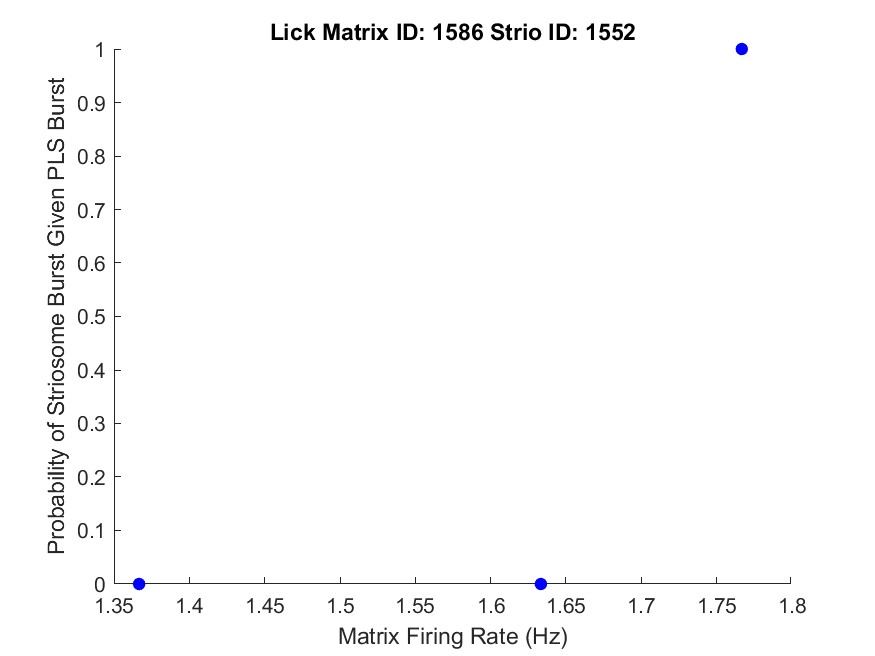 Lick Matrix ID: 1586 Strio ID: 1552
Probability of Striosome Burst Given PLS Burst
1
0.9
0.8
0.7
0.6
0.5
0.4
0.3
0.2
0.1
0
1.35 1.4 1.45 1.5 1.55 1.6 1.65 1.7 1.75 1.8
Matrix Firing Rate (Hz)